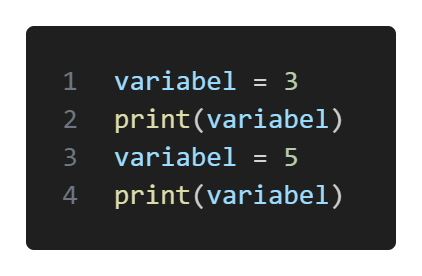 1 variabel = 3
2 print(variabel)
3 variabel = 5
4 print(variabel)